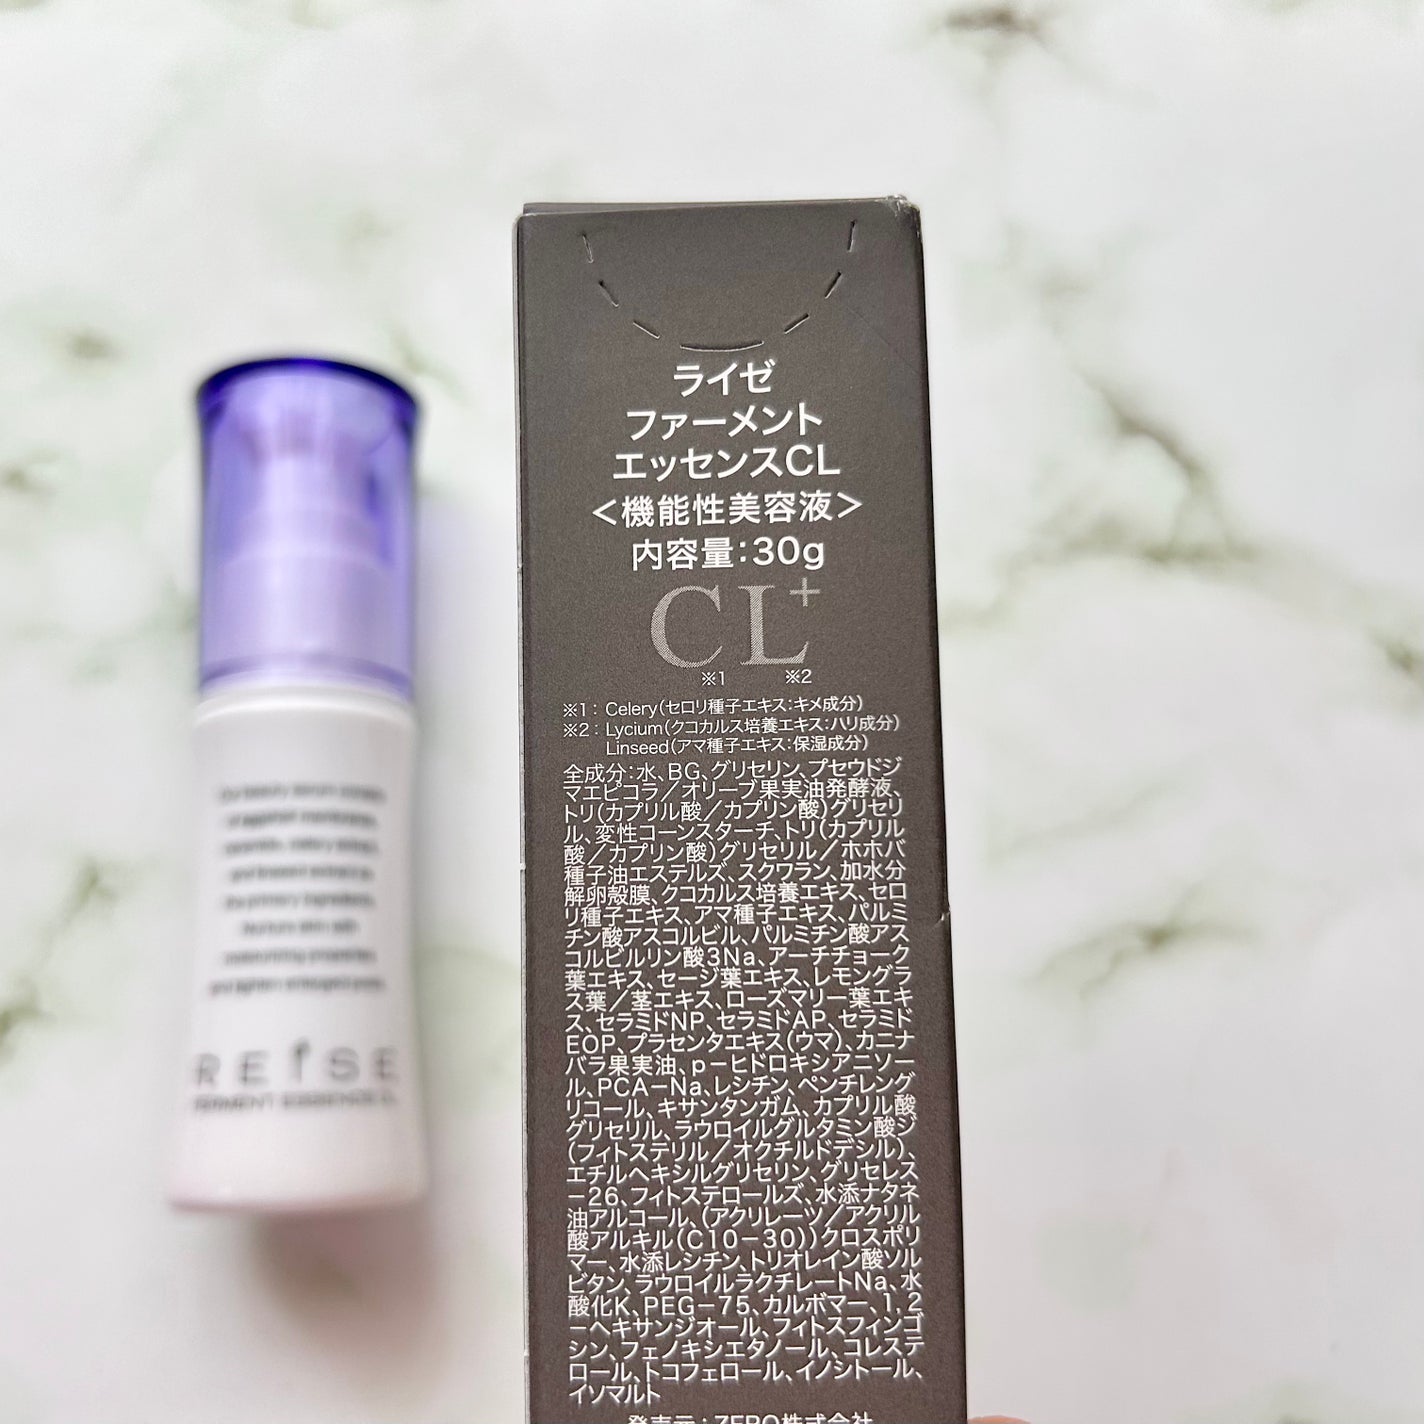 ライゼ
ファーメント
エッセンスCL
<機能性美容液>
内容量:30g
CL+
※1 ※2
※1:Celery(セロリ種子エキス:キメ成分)
※2:Lycium(クコカルス培養エキス:ハリ成分)
Linseed(アマ種子エキス:保湿成分)
全成分:水、BG、グリセリン、プセウドジ
マエピコラ/オリーブ果実油発酵液、
トリ(カプリル酸/カプリン酸)グリセリ
ル、変性コーンスターチ、トリ(カプリル
酸/カプリン酸)グリセリル/ホホバ
種子油エステルズ、スクワラン、加水分
解卵殻膜、クコカルス培養エキス、セロ
リ種子エキス、アマ種子エキス、パルミ
チン酸アスコルビル、パルミチン酸アス
コルビルリン酸3Na、アーチチョーク
葉エキス、セージ葉エキス、レモングラ
ス葉/茎エキス、ローズマリー葉エキ
ス、セラミドNP、セラミドAP、セラミド
EOP、プラセンタエキス(ウマ)、カニナ
バラ果実油、p-ヒドロキシアニソー
ル、PCA-Na、レシチン、ペンチレング
リコール、キサンタンガム、カプリル酸
グリセリル、ラウロイルグルタミン酸ジ
(フィトステリル/オクチルドデシル)、
エチルヘキシルグリセリン、グリセレス
-26、フィトステロールズ、水添ナタネ
油アルコール、(アクリレーツ/アクリル
酸アルキル(C10-30))クロスポリ
マー、水添レシチン、トリオレイン酸ソル
ビタン、ラウロイルラクチレートNa、水
酸化K、PEG-75、カルボマー、1,2
-ヘキサンジオール、フィトスフィンゴ
シン、フェノキシエタノール、コレステ
ロール、トコフェロール、イノシトール、
イソマルト
発売元:ZERO株式会社
REISE
FERMENT ESSENCE CL